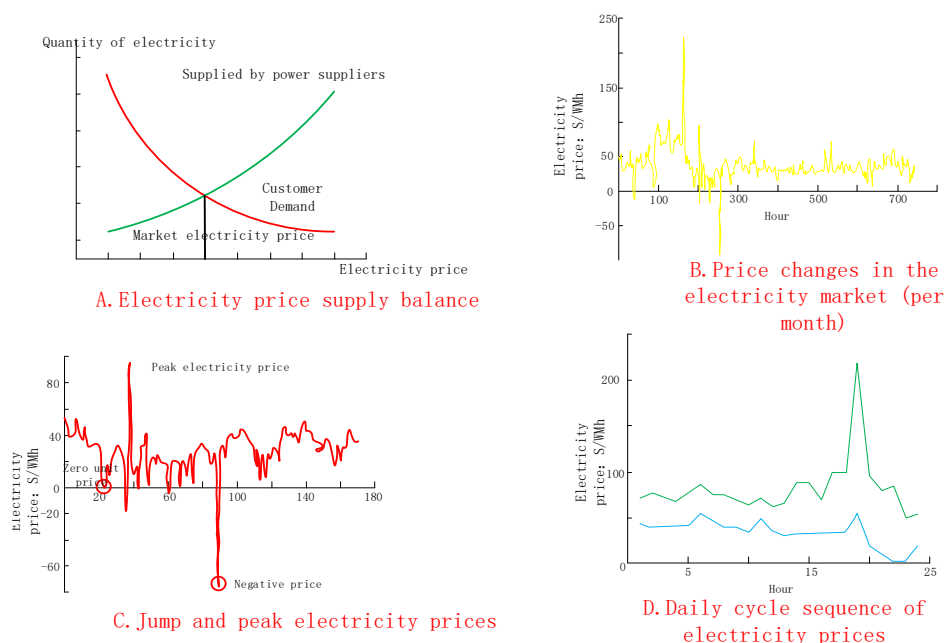 Quantity of electricity
Supplied by power suppliers
Customer
Demand
Market electricity price
Electricity price
A.Electricity price supply balance
250
150
50
0
-50
100
300
500
700
Electricity
price: S/WMh
Hour
B.Price changes in the
electricity market (per
month)
80
40
0
-20
-60
20
60
100
140
180
Electricity
price: S/WMh
Peak electricity price
Zero unit
price
Negative price
C.Jump and peak electricity prices
200
100
0
5
15
25
Electricity
price: S/WMh
Hour
D.Daily cycle sequence of
electricity prices